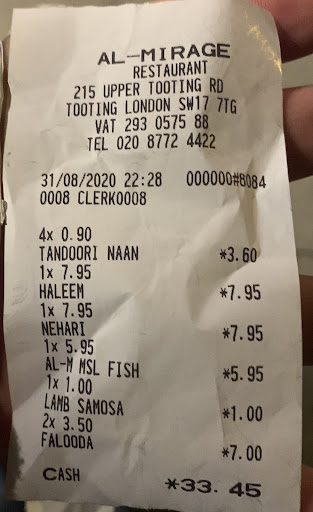 AL-MIRAGE
RESTAURANT
215 UPPER TOOTING RD
TOOTING LONDON SW17 7TG
VAT 293 0575 88
TEL 020 8772 4422
31/08/2020 22:28 000000#8084
0008 CLERK0008
4x 0.90
TANDOORI NAAN *3.60
1x 7.95
HALEEM *7.95
1x 7.95
NEHARI *7.95
1x 5.95
AL-M MSL FISH *5.95
1x 1.00
LAMB SAMOSA *1.00
2x 3.50
FALOODA *7.00
CASH *33.45